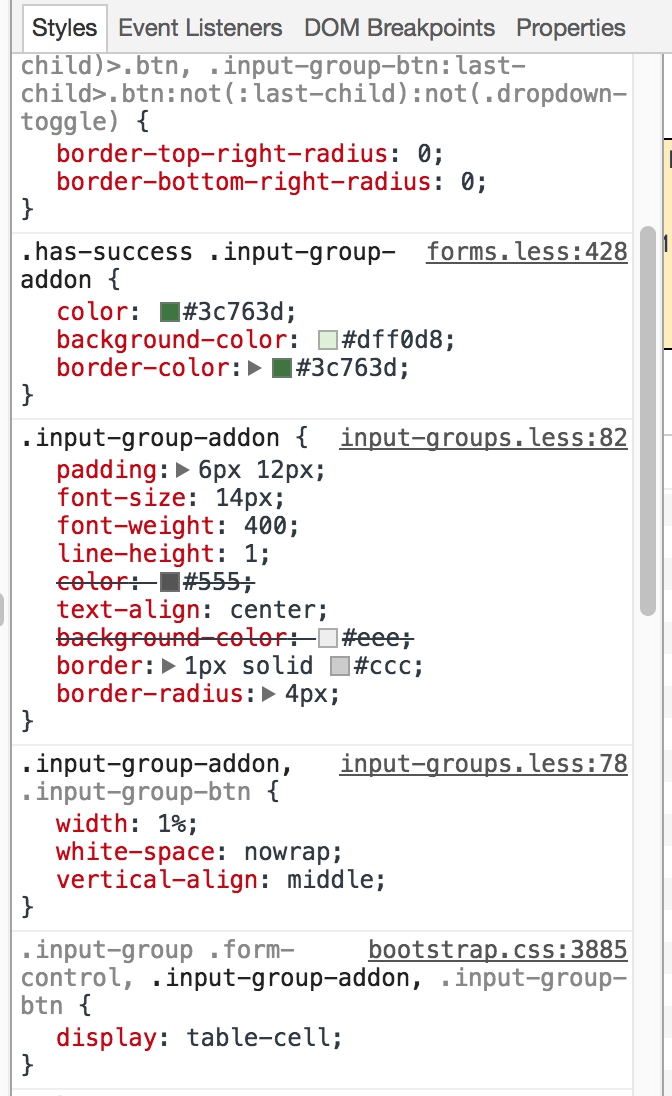 Styles Event Listeners DOM Breakpoints Properties
child)>.btn, .input-group-btn:last-
child>.btn:not(:last-child):not(.dropdown-
toggle) {
border-top-right-radius: 0;
border-bottom-right-radius: 0;
}
.has-success .input-group- forms.less:428
addon {
color: #3c763d;
background-color: #dff0d8;
border-color: #3c763d;
}
.input-group-addon { input-groups.less:82
padding: 6px 12px;
font-size: 14px;
font-weight: 400;
line-height: 1;
color: #555;
text-align: center;
background-color: #eee;
border: 1px solid #ccc;
border-radius: 4px;
}
.input-group-addon, input-groups.less:78
.input-group-btn {
width: 1%;
white-space: nowrap;
vertical-align: middle;
}
.input-group .form- bootstrap.css:3885
control, .input-group-addon, .input-group-
btn {
display: table-cell;
}